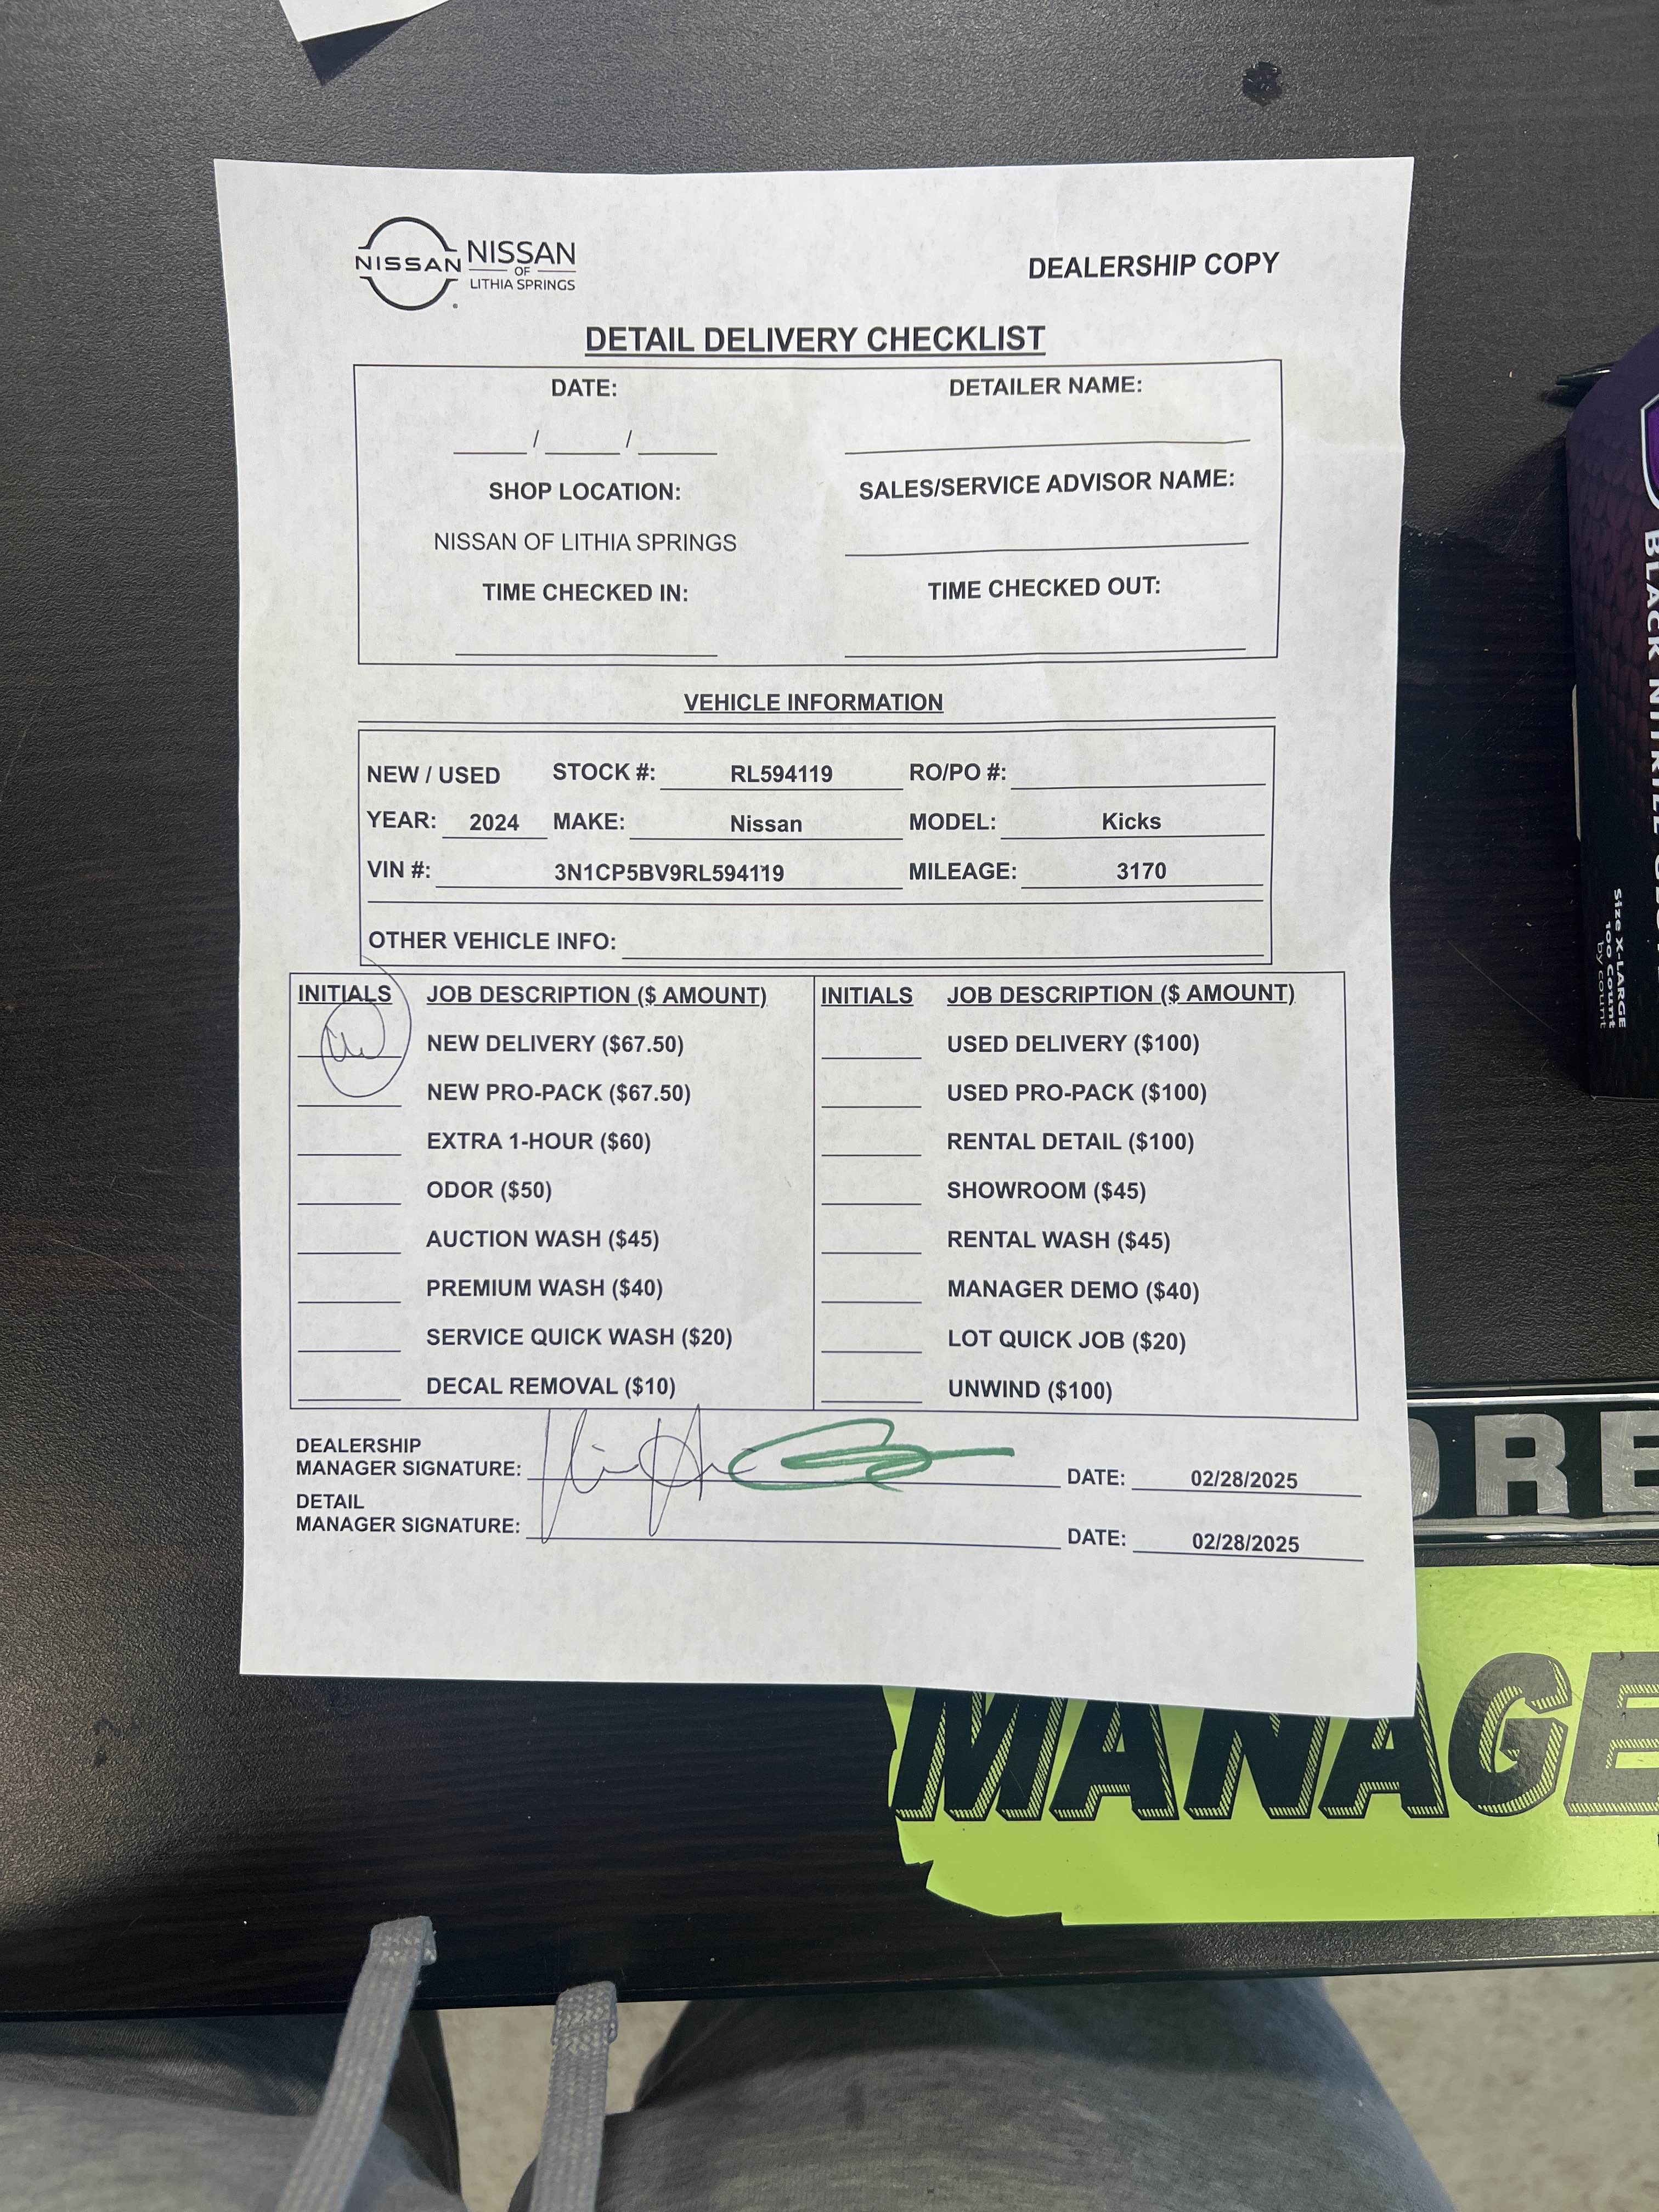 NISSAN
NISSAN
OF
LITHIA SPRINGS
DEALERSHIP COPY
DETAIL DELIVERY CHECKLIST
DATE: DETAILER NAME:
/ /
SHOP LOCATION: SALES/SERVICE ADVISOR NAME:
NISSAN OF LITHIA SPRINGS
TIME CHECKED IN: TIME CHECKED OUT:
VEHICLE INFORMATION
NEW / USED STOCK #: RL594119 RO/PO #:
YEAR: 2024 MAKE: Nissan MODEL: Kicks
VIN #: 3N1CP5BV9RL594119 MILEAGE: 3170
OTHER VEHICLE INFO:
INITIALS JOB DESCRIPTION ($ AMOUNT) INITIALS JOB DESCRIPTION ($ AMOUNT)
NEW DELIVERY ($67.50) USED DELIVERY ($100)
NEW PRO-PACK ($67.50) USED PRO-PACK ($100)
EXTRA 1-HOUR ($60) RENTAL DETAIL ($100)
ODOR ($50) SHOWROOM ($45)
AUCTION WASH ($45) RENTAL WASH ($45)
PREMIUM WASH ($40) MANAGER DEMO ($40)
SERVICE QUICK WASH ($20) LOT QUICK JOB ($20)
DECAL REMOVAL ($10) UNWIND ($100)
DEALERSHIP
MANAGER SIGNATURE: DATE: 02/28/2025
DETAIL
MANAGER SIGNATURE: DATE: 02/28/2025
BLACK NITRILE
Size X-LARGE
100 Count
by count
MANAGE